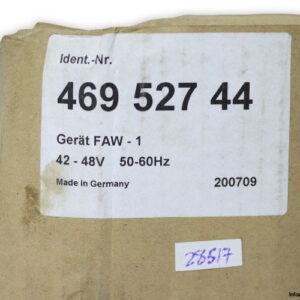 Ident.-Nr.
469 527 44
Gerät FAW - 1
42 - 48V 50-60Hz
Made in Germany 200709
28517